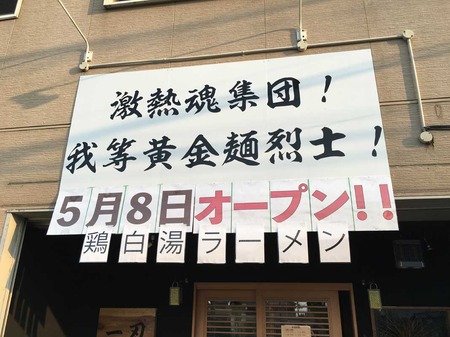 激熱魂集団！
我等黄金麺烈士！
5月8日オープン!!
鶏白湯ラーメン